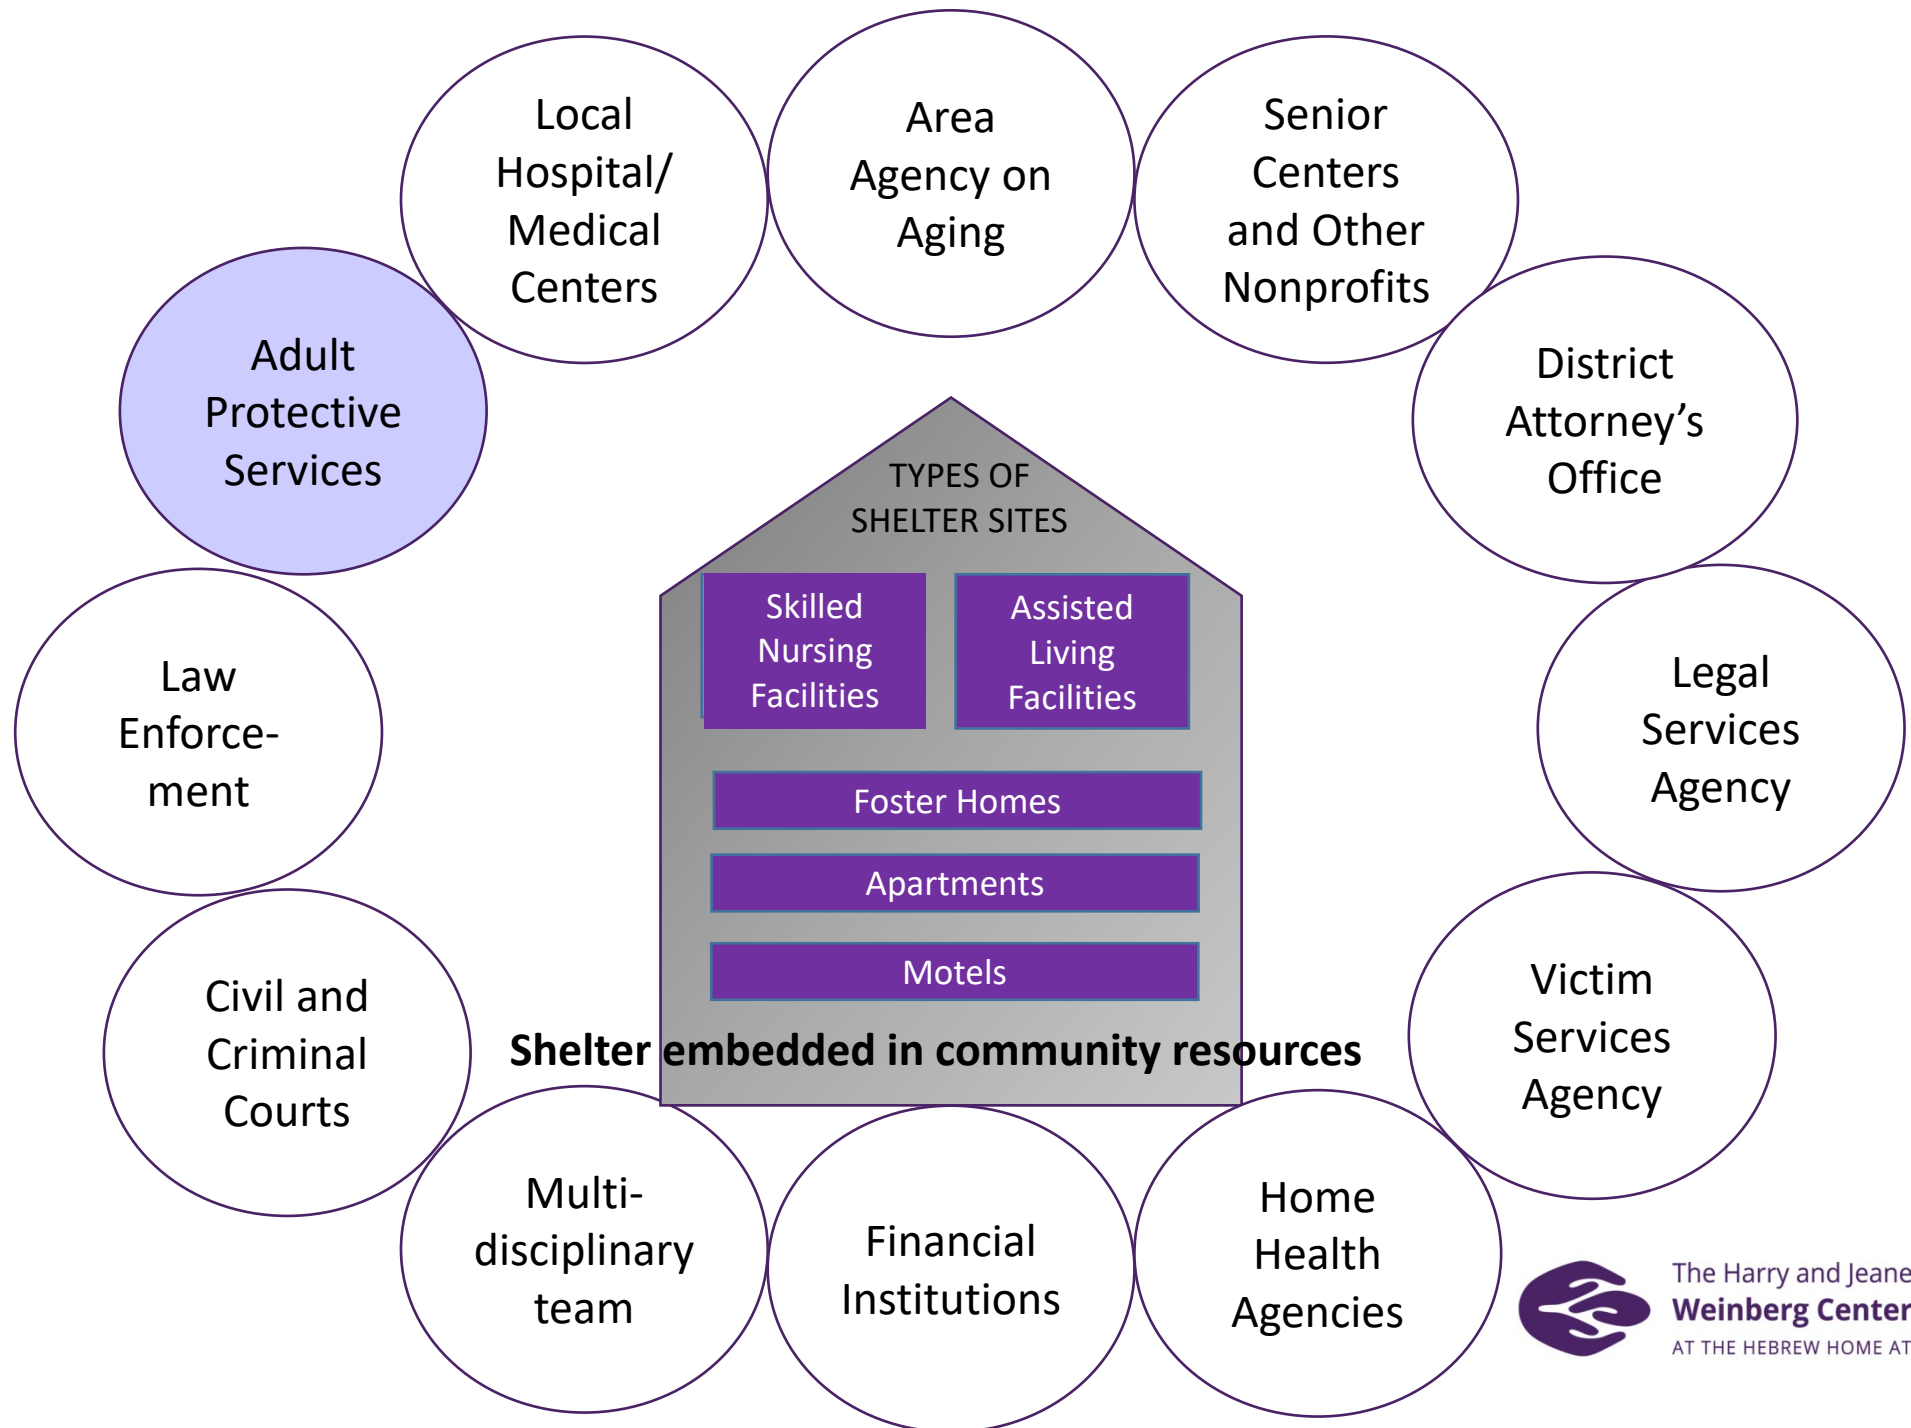 Local
Hospital/
Medical
Centers
Area
Agency on
Aging
Senior
Centers
and Other
Nonprofits
Adult
Protective
Services
District
Attorney’s
Office
TYPES OF
SHELTER SITES
Skilled
Nursing
Facilities
Assisted
Living
Facilities
Foster Homes
Apartments
Motels
Shelter embedded in community resources
Law
Enforce-
ment
Legal
Services
Agency
Civil and
Criminal
Courts
Victim
Services
Agency
Multi-
disciplinary
team
Financial
Institutions
Home
Health
Agencies
The Harry and Jeane
Weinberg Center
AT THE HEBREW HOME AT